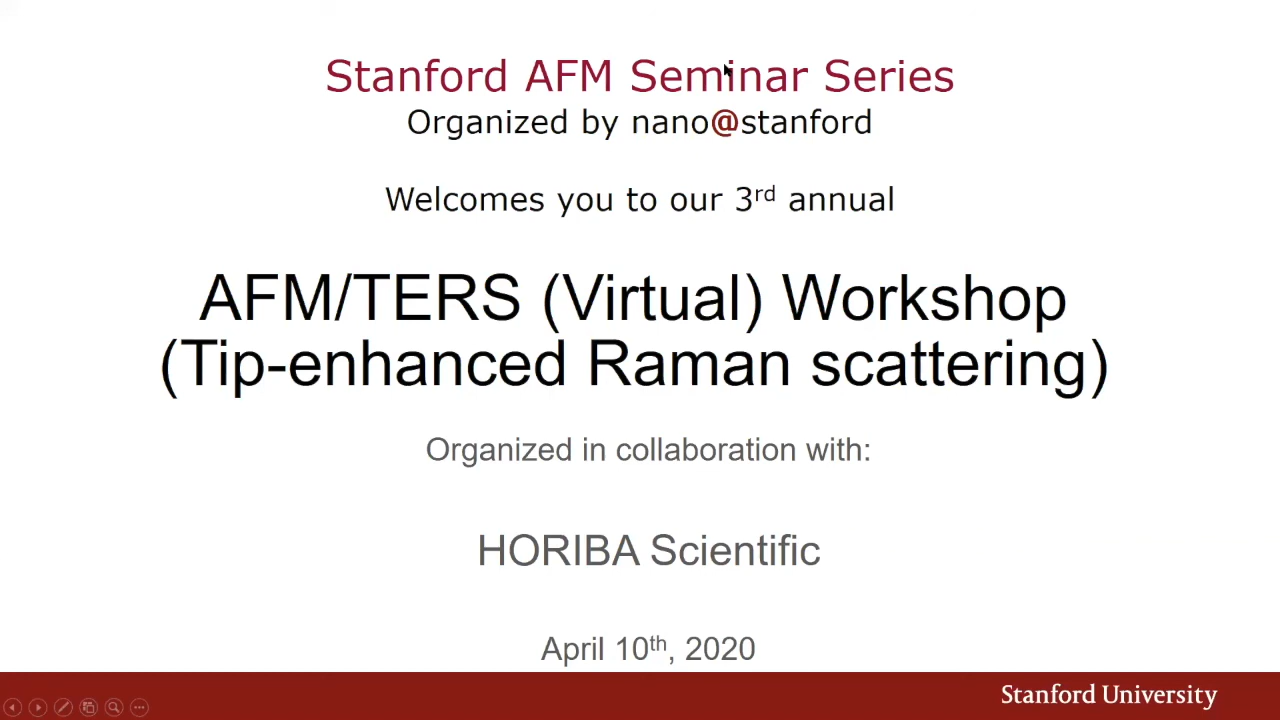 Stanford AFM Seminar Series
Organized by nano@stanford
Welcomes you to our 3rd annual
AFM/TERS (Virtual) Workshop
(Tip-enhanced Raman scattering)
Organized in collaboration with:
HORIBA Scientific
April 10th, 2020
Stanford University